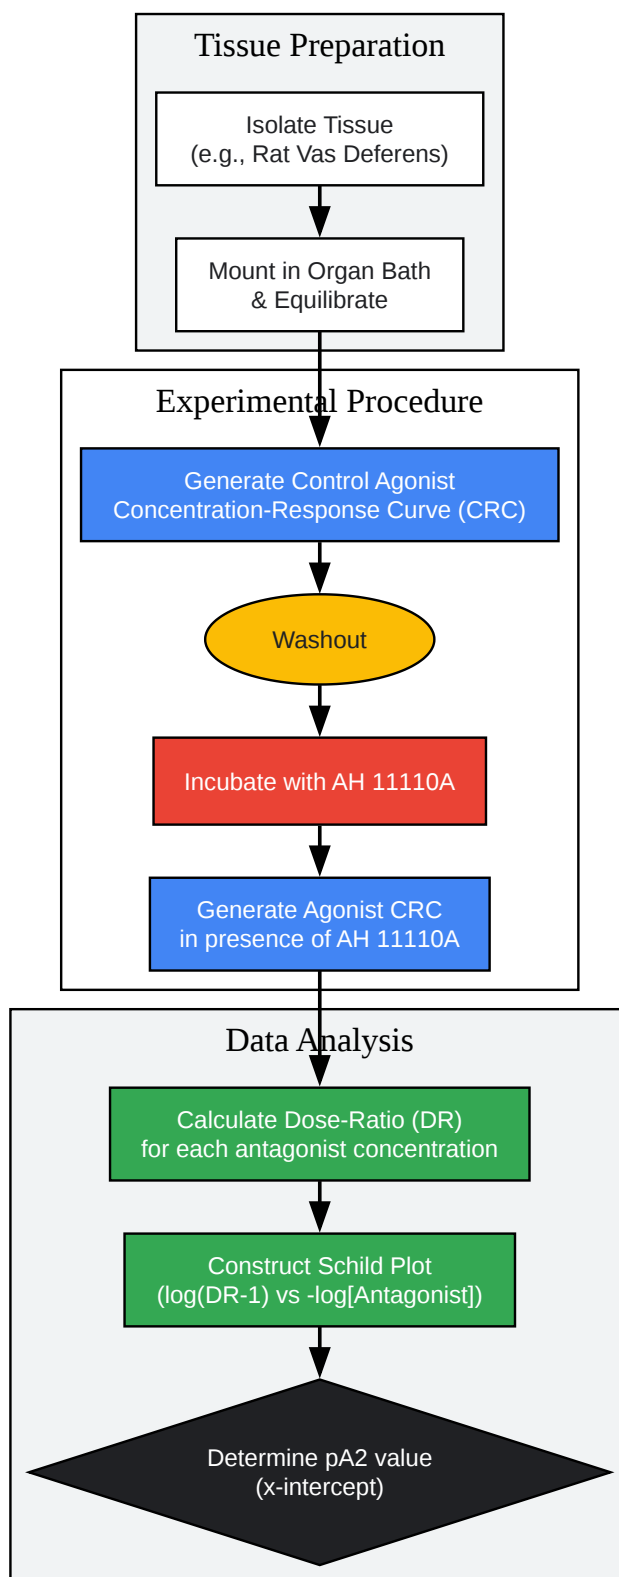 Tissue Preparation
Isolate Tissue
(e.g., Rat Vas Deferens)
Mount in Organ Bath
& Equilibrate
Experimental Procedure
Generate Control Agonist
Concentration-Response Curve (CRC)
Washout
Incubate with AH 11110A
Generate Agonist CRC
in presence of AH 11110A
Data Analysis
Calculate Dose-Ratio (DR)
for each antagonist concentration
Construct Schild Plot
(log(DR-1) vs -log[Antagonist])
Determine pA2 value
(x-intercept)